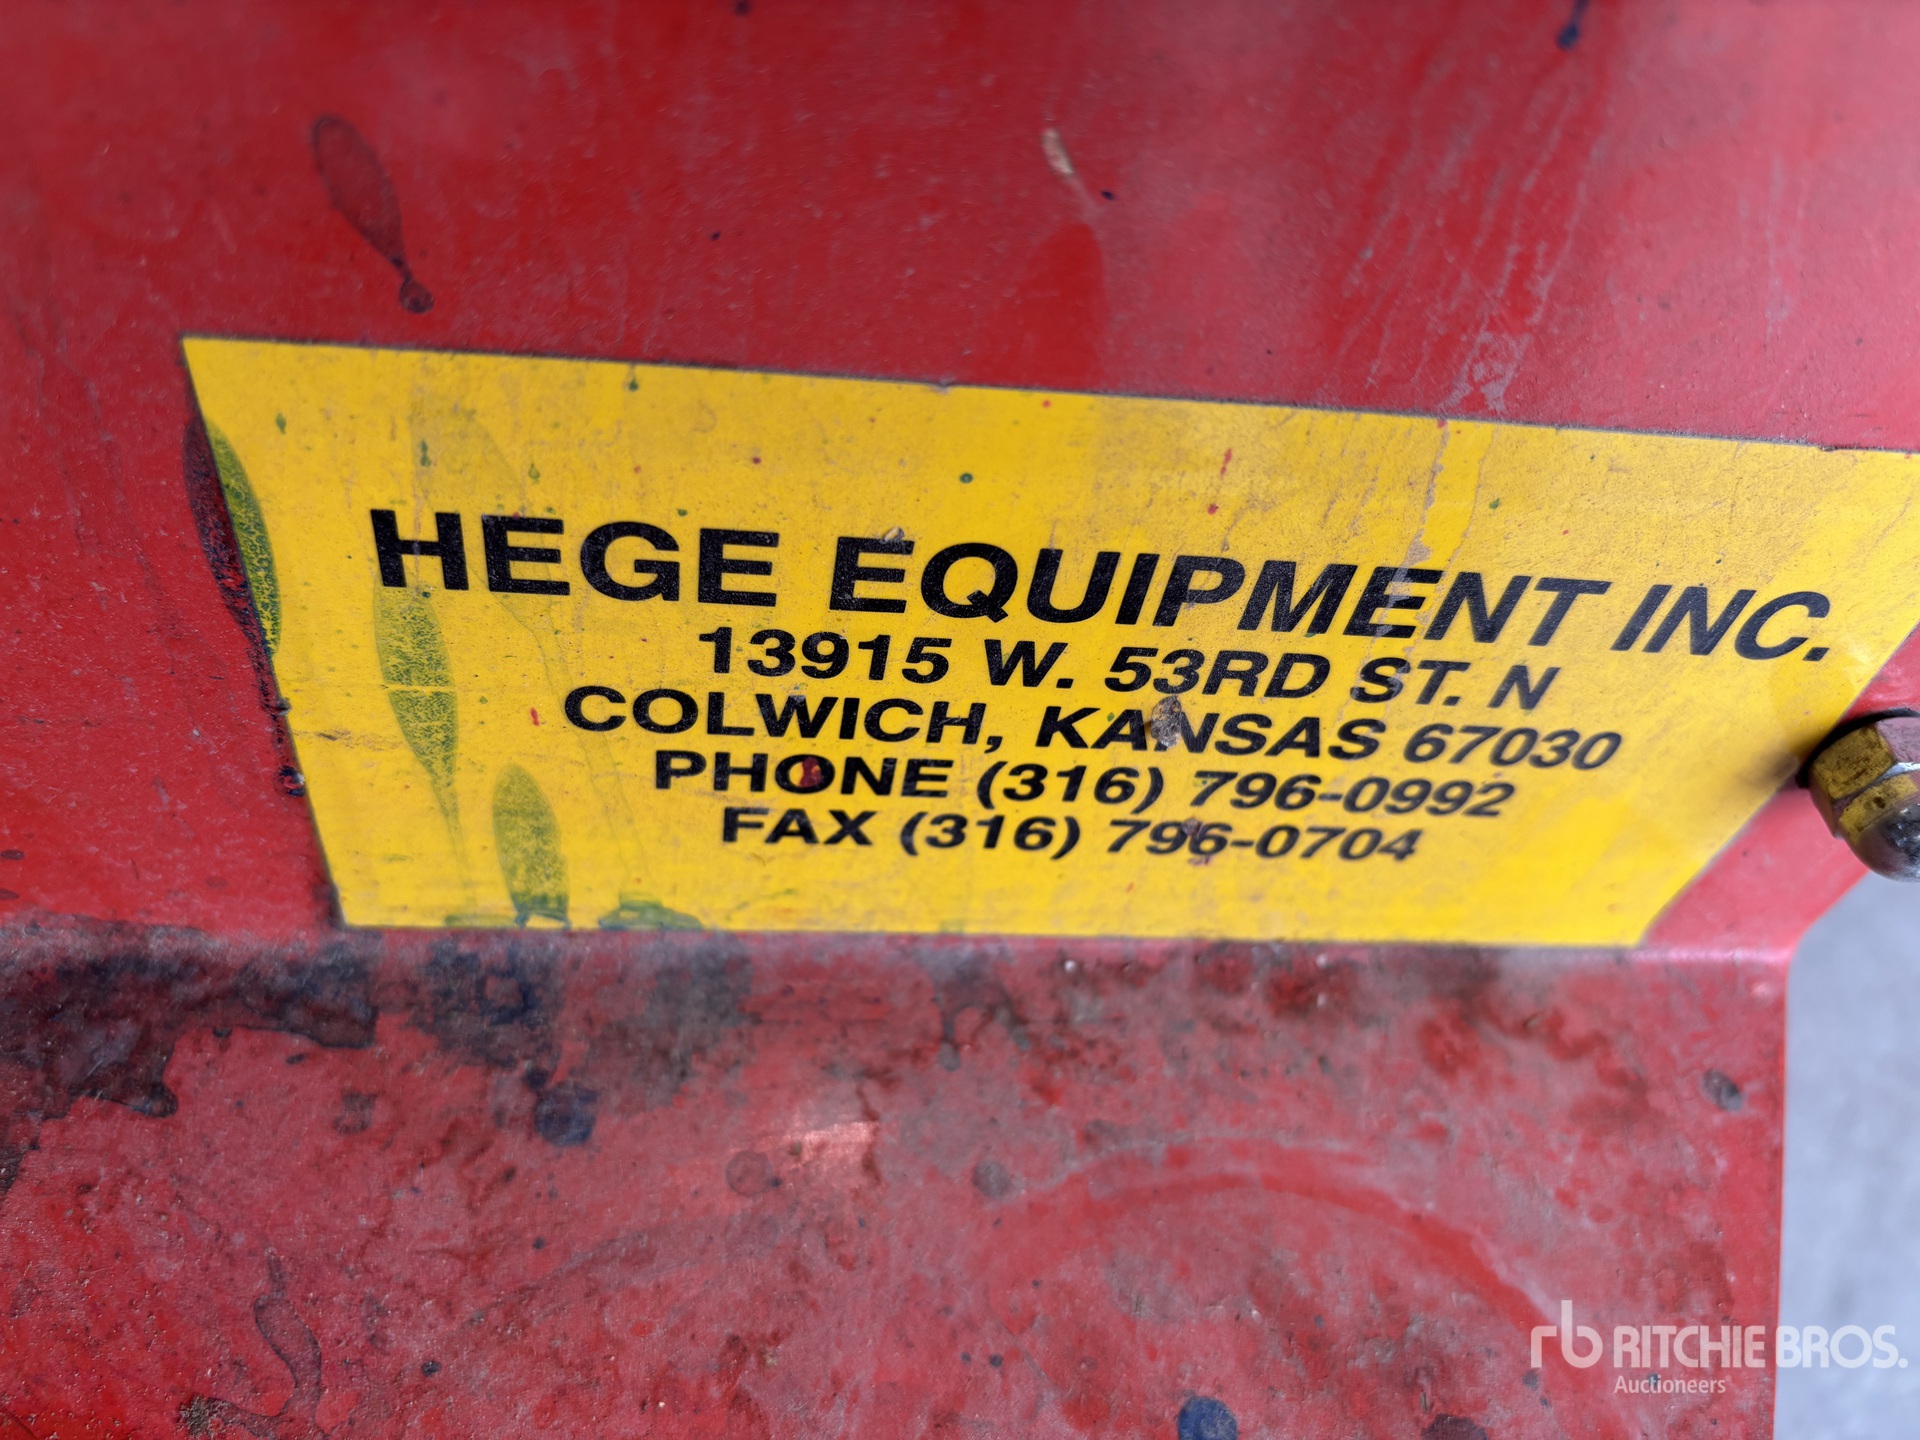 HEGE EQUIPMENT INC.
13915 W. 53RD ST. N
COLWICH, KANSAS 67030
PHONE (316) 796-0992
FAX (316) 796-0704
rb RITCHIE BROS.
Auctioneers